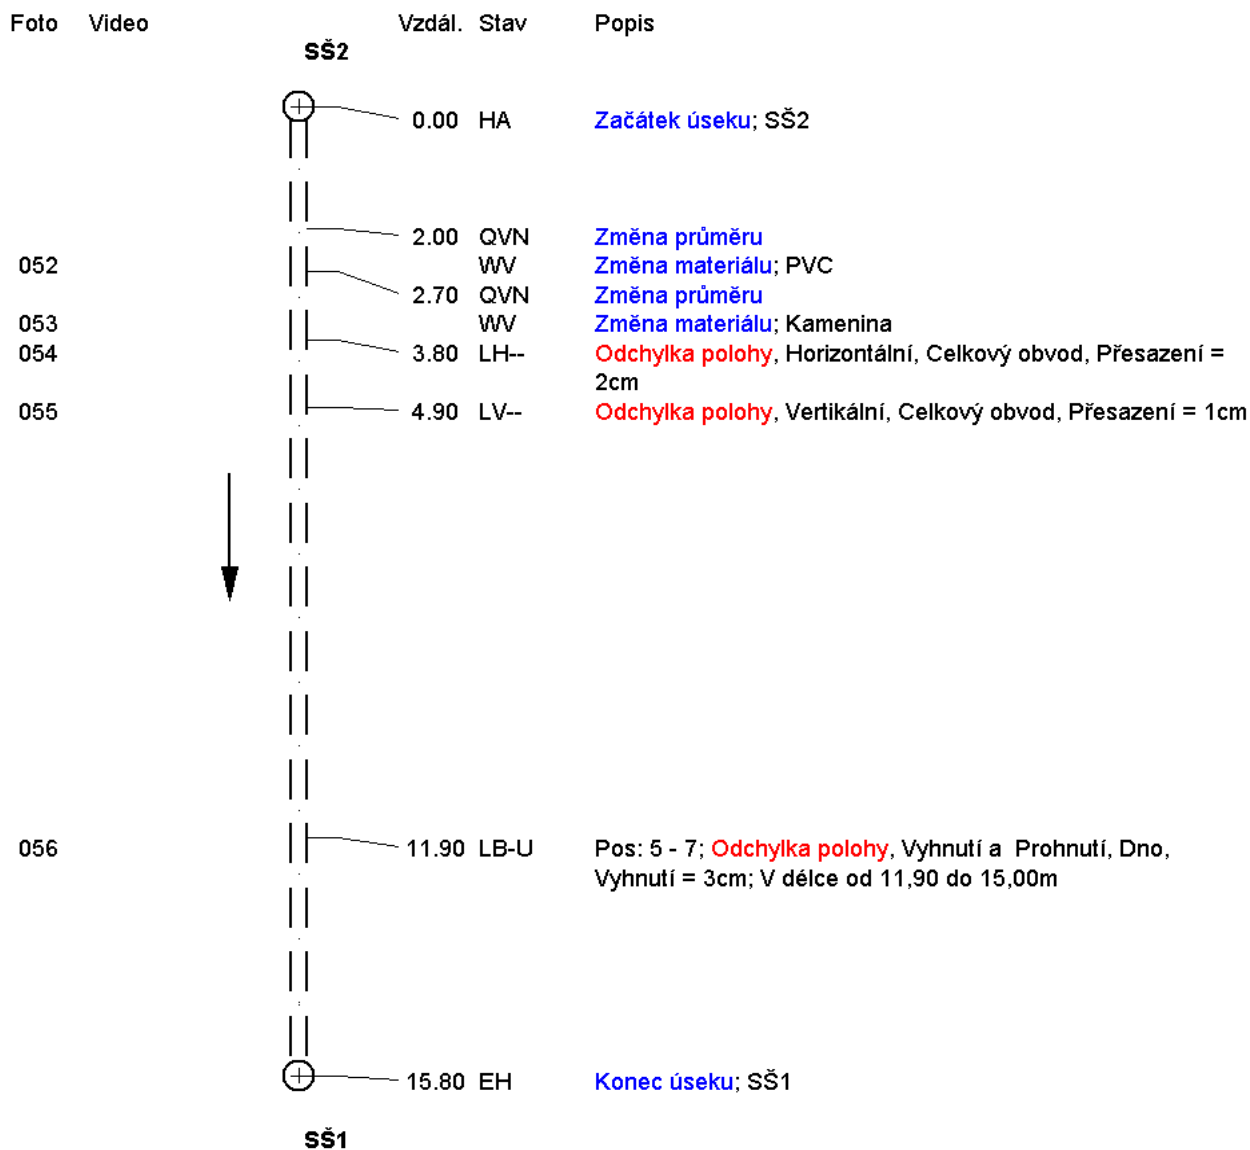 Foto Video Vzdál. Stav Popis
SŠ2
0.00 HA Začátek úseku; SŠ2
2.00 QVN Změna průměru
052 WV Změna materiálu; PVC
2.70 QVN Změna průměru
053 WV Změna materiálu; Kamenina
054 3.80 LH-- Odchylka polohy, Horizontální, Celkový obvod, Přesazení =
2cm
055 4.90 LV-- Odchylka polohy, Vertikální, Celkový obvod, Přesazení = 1cm
056 11.90 LB-U Pos: 5 - 7; Odchylka polohy, Vyhnutí a Prohnutí, Dno,
Vyhnutí = 3cm; V délce od 11,90 do 15,00m
15.80 EH Konec úseku; SŠ1
SŠ1